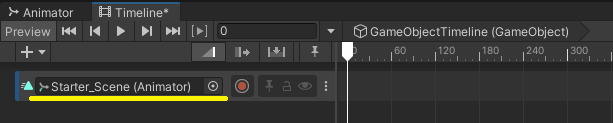 Animator Timeline*
Preview 0 GameObjectTimeline (GameObject)
0 60 120 180 240 300
Starter_Scene (Animator)